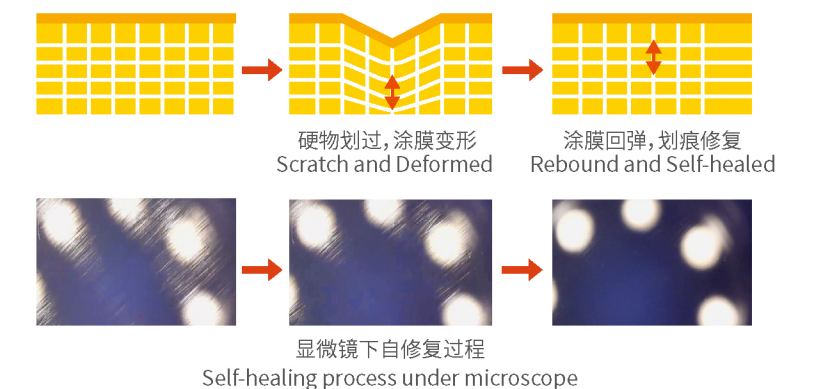 硬物划过，涂膜变形
Scratch and Deformed
涂膜回弹，划痕修复
Rebound and Self-healed
显微镜下自修复过程
Self-healing process under microscope